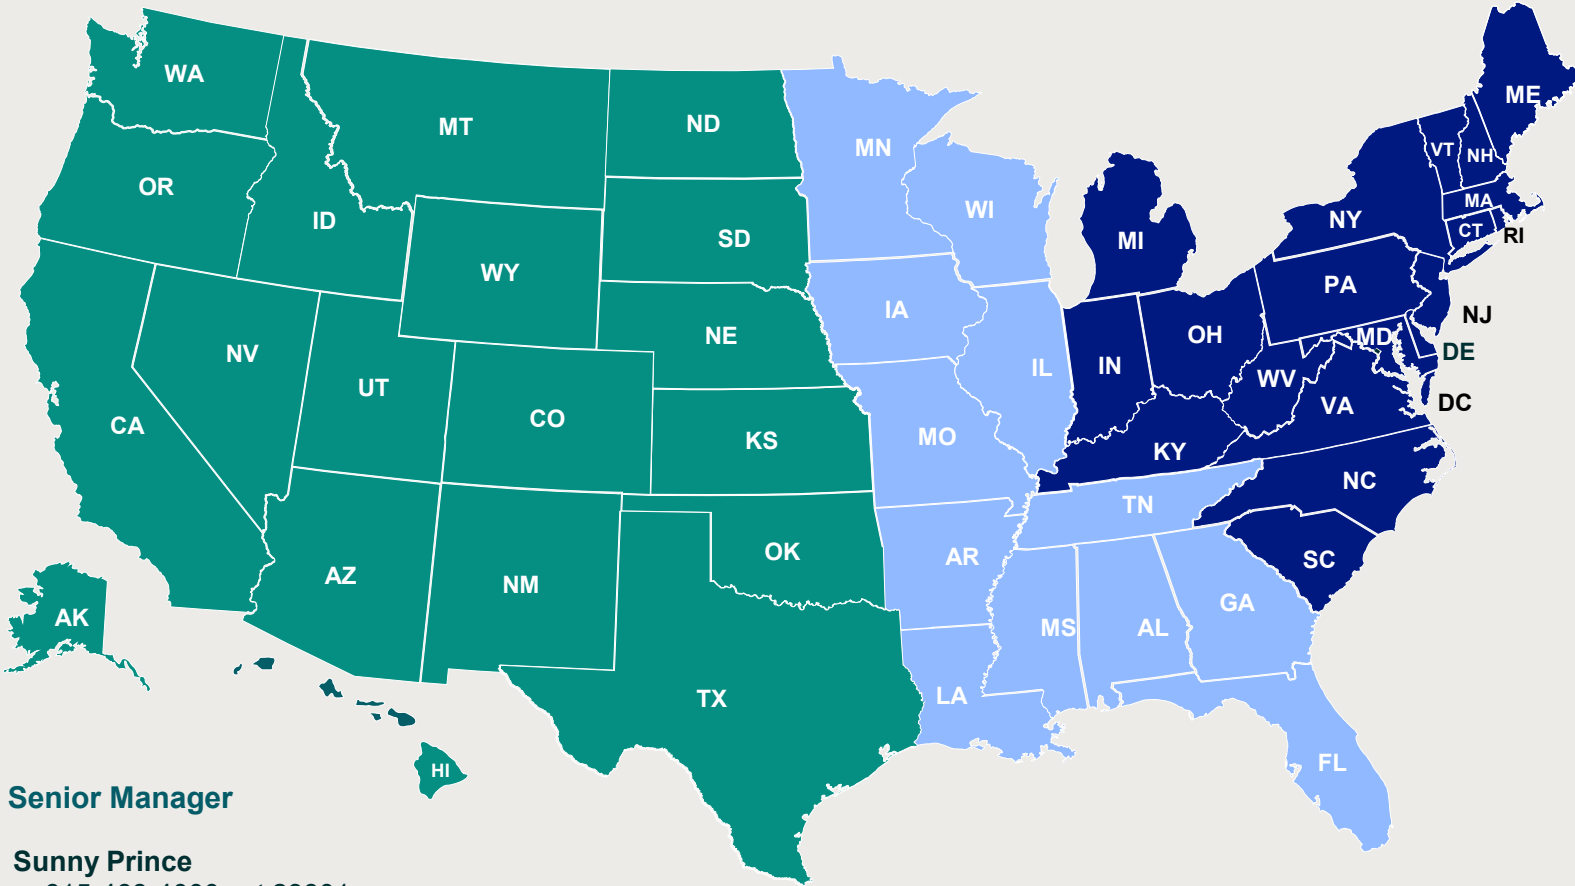 WA
MT
ND
MN
ME
VT
NH
OR
ID
SD
WI
MI
NY
MA
CT
RI
WY
NE
IA
PA
NJ
NV
UT
CO
IL
IN
OH
MD
DE
WV
VA
DC
CA
KS
MO
KY
NC
TN
AZ
NM
OK
AR
SC
AK
MS
AL
GA
TX
LA
FL
HI
Senior Manager
Sunny Prince